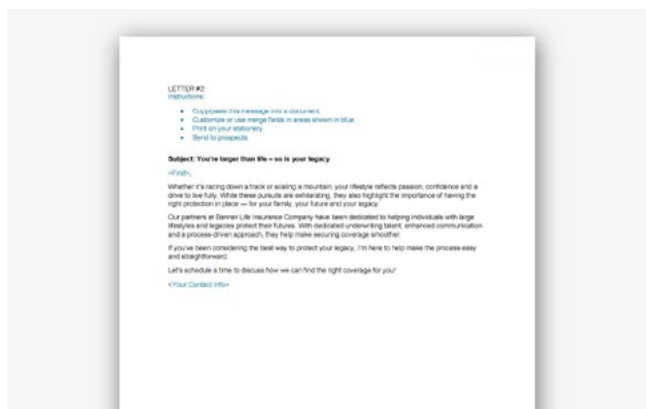 LETTER #2
Instructions:
• Copy/paste this message into a document.
• Customize or use merge fields in areas shown in blue.
• Print on your stationery.
• Send to prospects.
Subject: You're larger than life – so is your legacy
<First>,
Whether it's racing down a track or scaling a mountain, your lifestyle reflects passion, confidence and a
drive to live fully. While these pursuits are exhilarating, they also highlight the importance of having the
right protection in place — for your family, your future and your legacy.
Our partners at Banner Life Insurance Company have been dedicated to helping individuals with large
lifestyles and legacies protect their futures. With dedicated underwriting talent, enhanced communication
and a process-driven approach, they help make securing coverage smoother.
If you've been considering the best way to protect your legacy, I'm here to help make the process easy
and straightforward.
Let's schedule a time to discuss how we can find the right coverage for you!
<Your Contact Info>